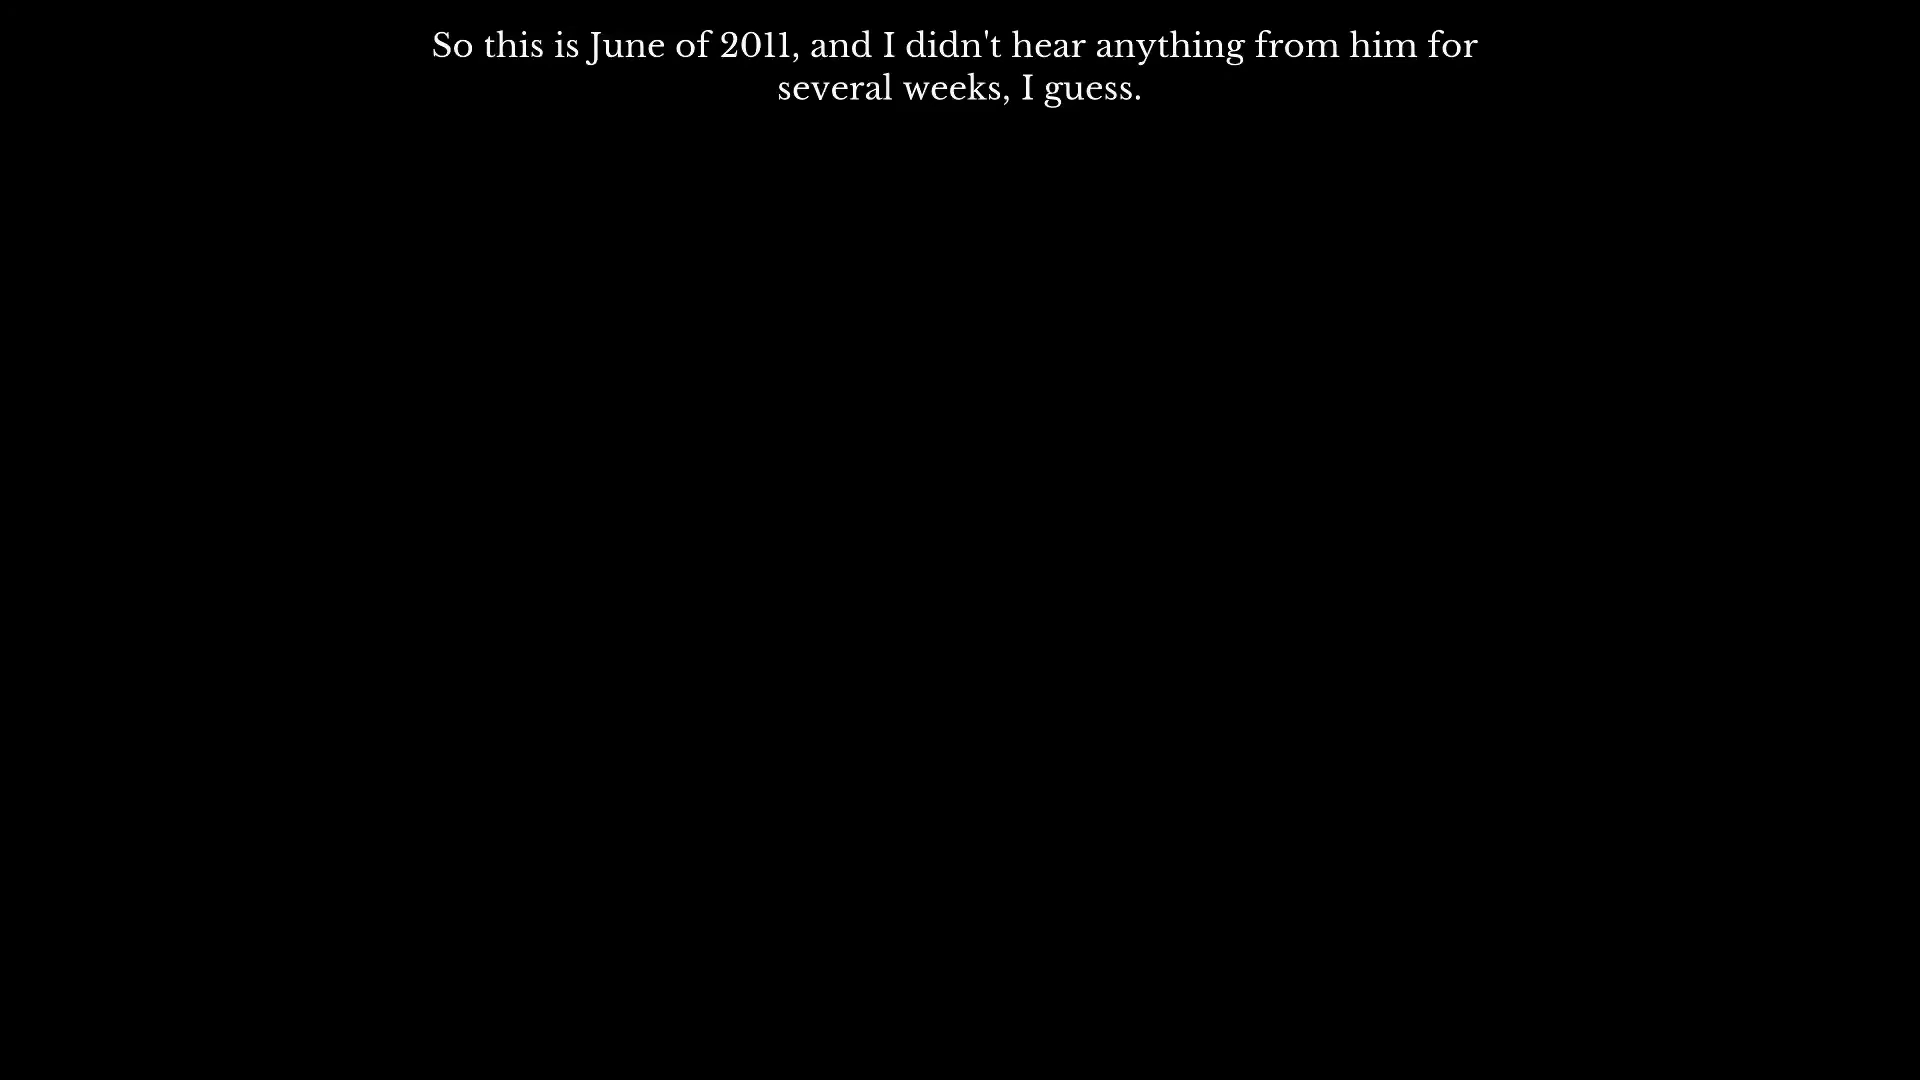 So this is June of 2011, and I didn't hear anything from him for
several weeks, I guess.